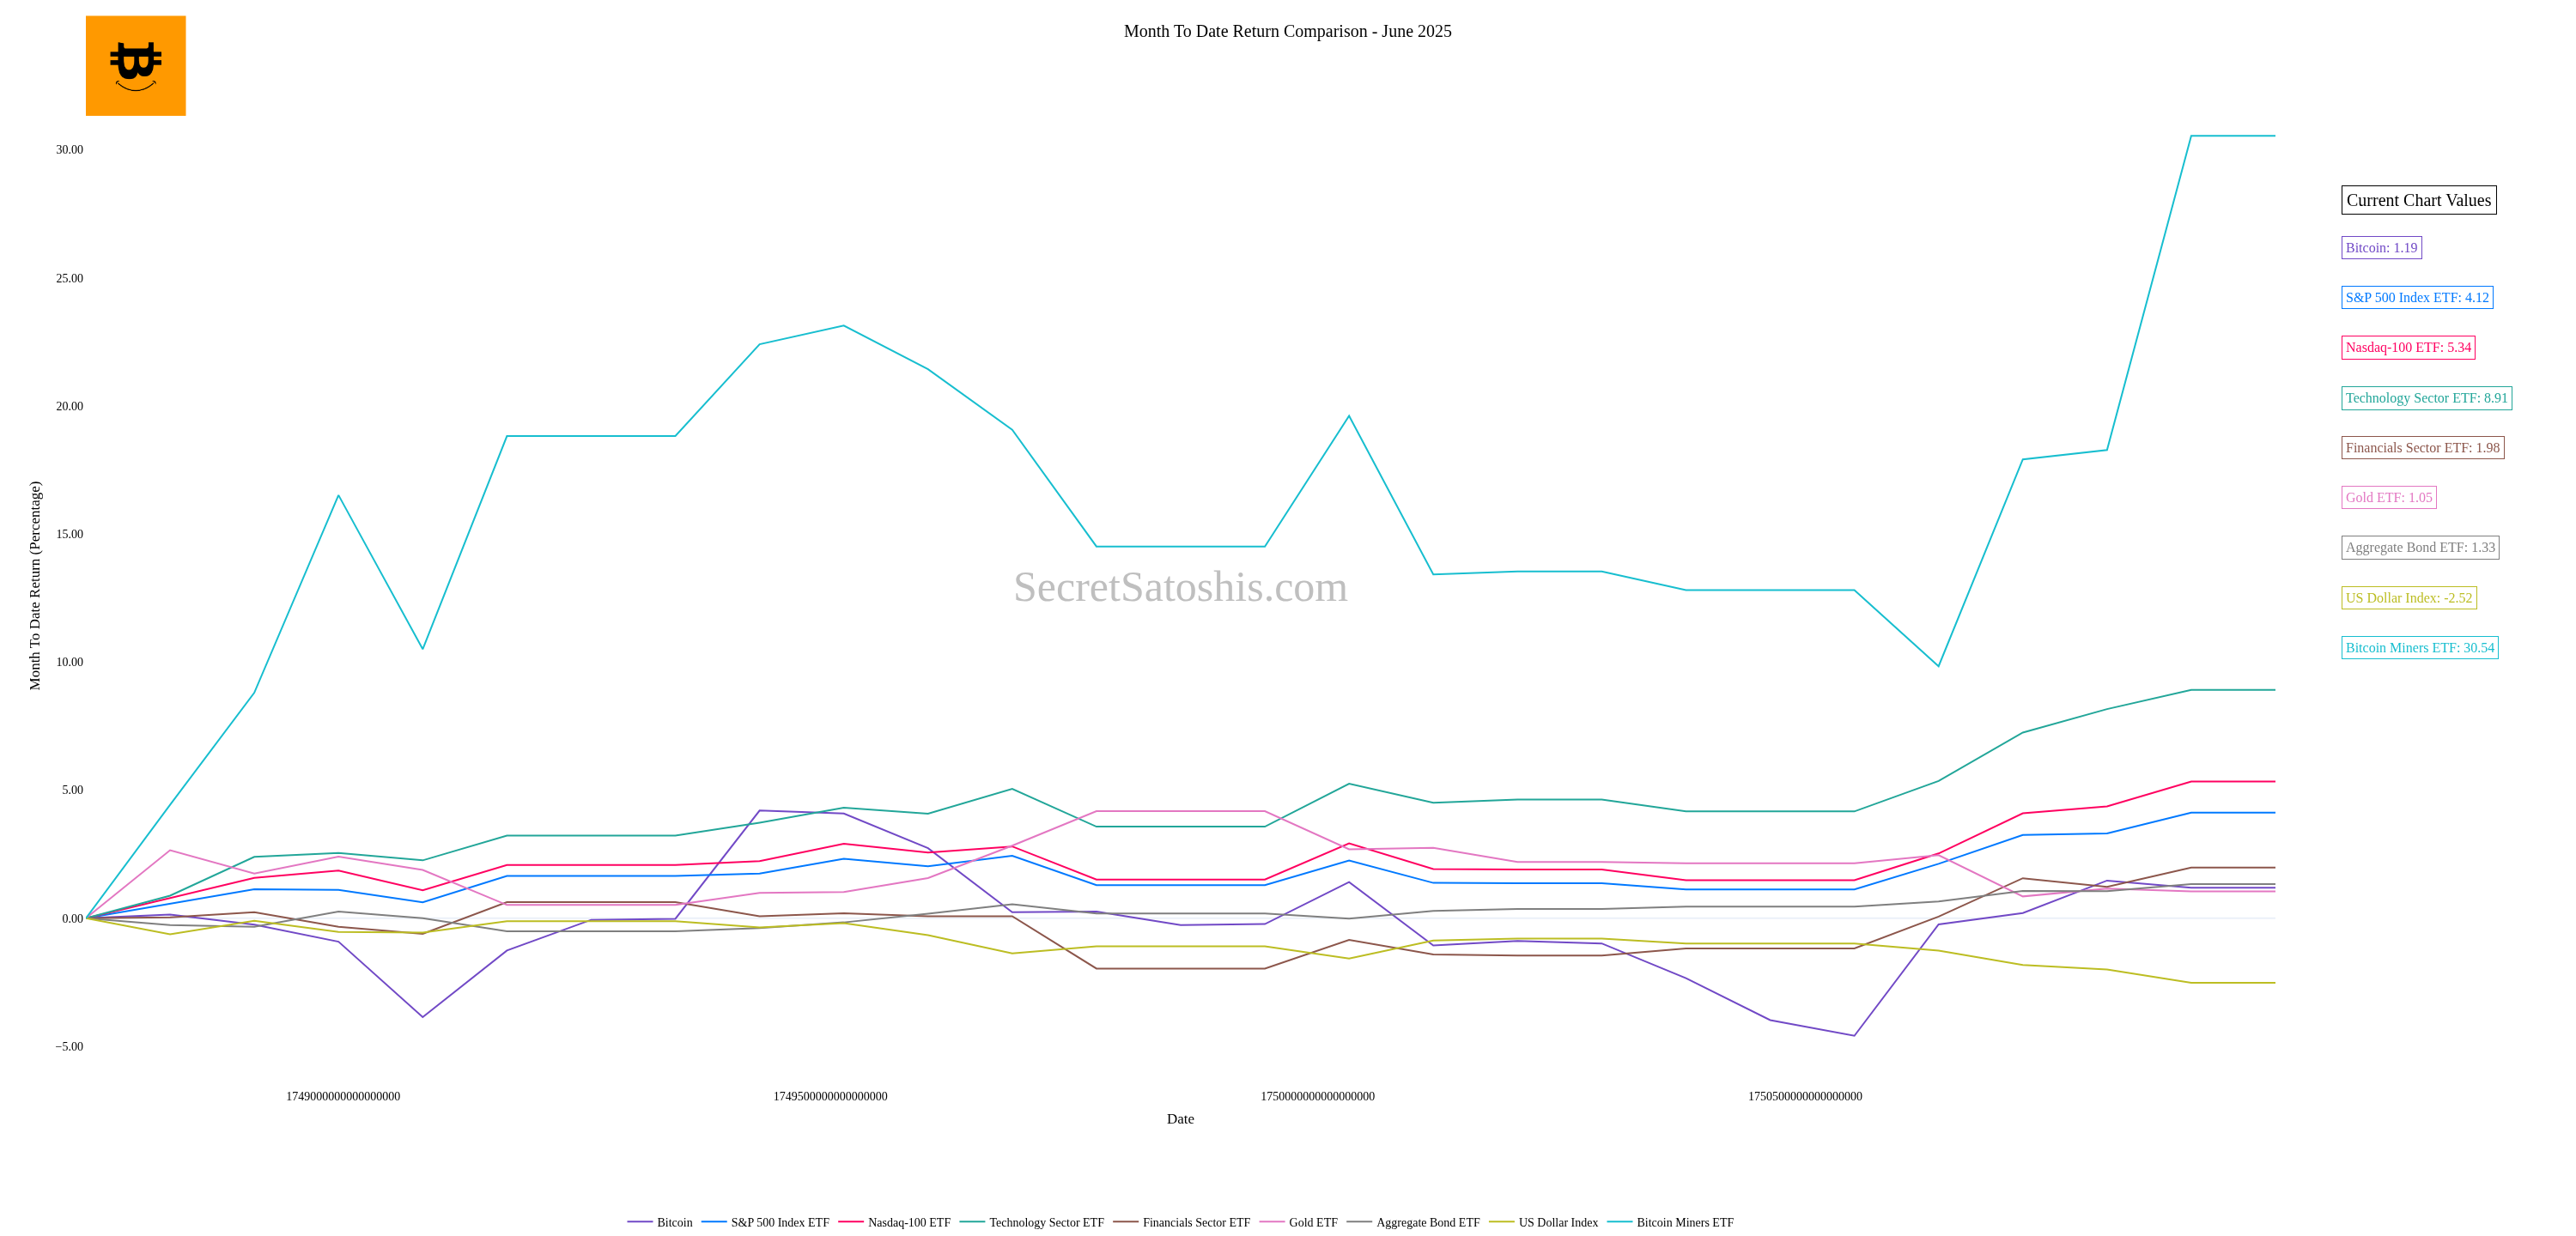 Month To Date Return Comparison - June 2025
30.00
25.00
20.00
15.00
10.00
5.00
0.00
−5.00
Month To Date Return (Percentage)
SecretSatoshis.com
Current Chart Values
Bitcoin: 1.19
S&P 500 Index ETF: 4.12
Nasdaq-100 ETF: 5.34
Technology Sector ETF: 8.91
Financials Sector ETF: 1.98
Gold ETF: 1.05
Aggregate Bond ETF: 1.33
US Dollar Index: -2.52
Bitcoin Miners ETF: 30.54
1749000000000000000 1749500000000000000 1750000000000000000 1750500000000000000
Date
Bitcoin S&P 500 Index ETF Nasdaq-100 ETF Technology Sector ETF Financials Sector ETF Gold ETF Aggregate Bond ETF US Dollar Index Bitcoin Miners ETF